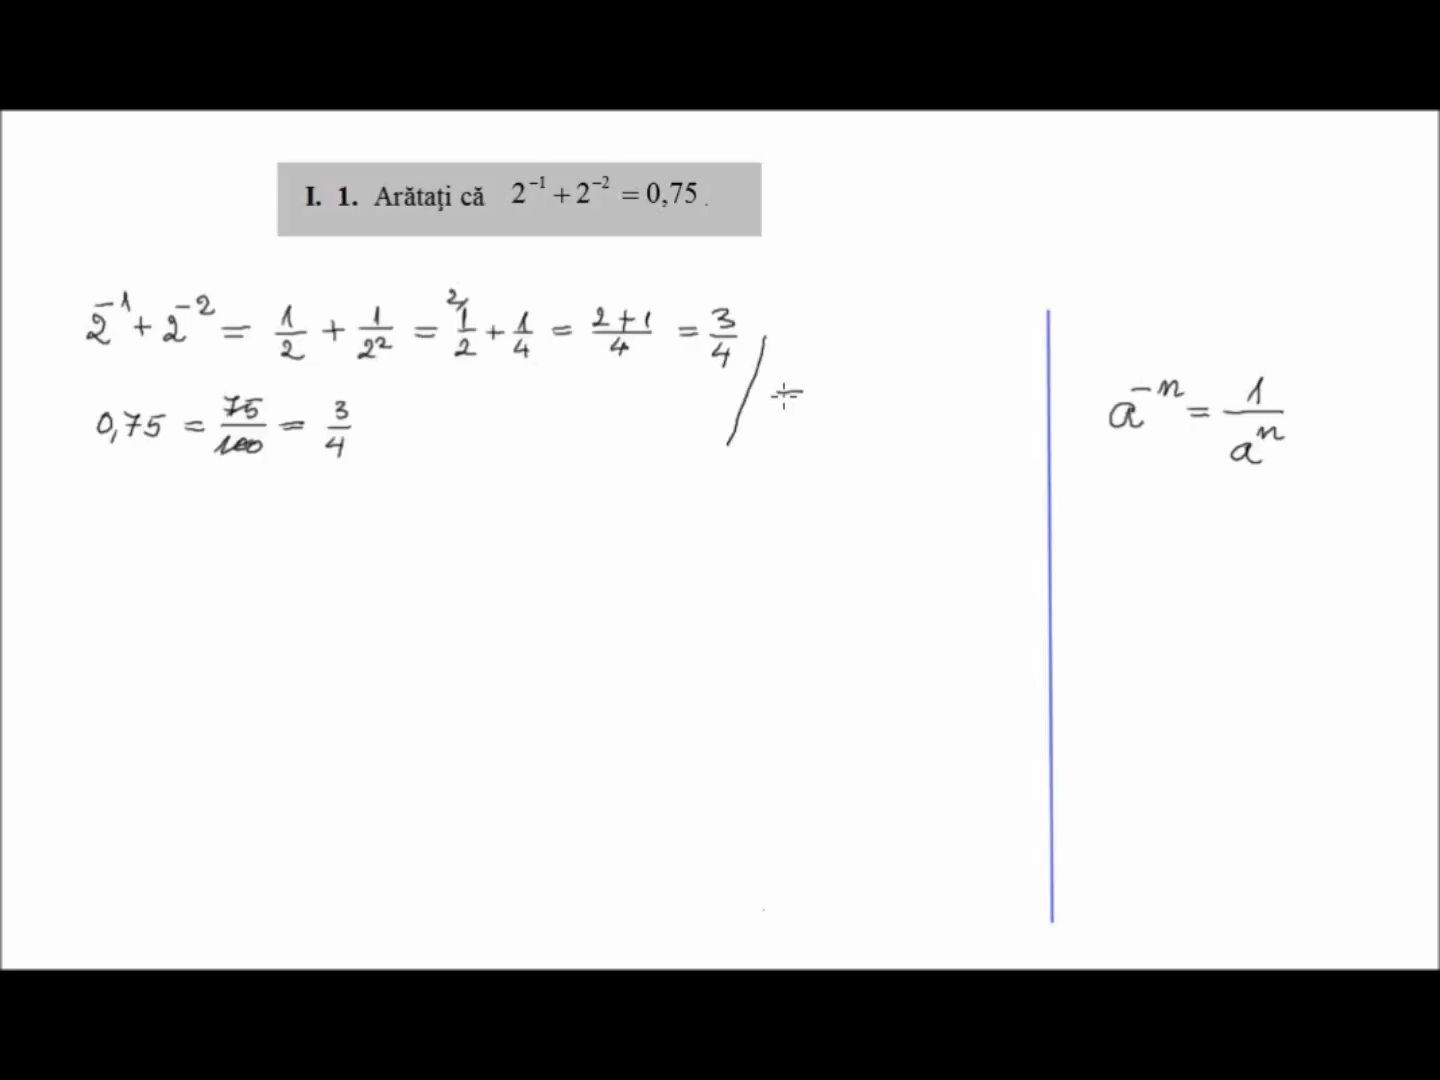 I. 1. Arătați că 2⁻¹ + 2⁻² = 0,75.
2⁻¹ + 2⁻² = 1/2 + 1/2² = ²⁾1/2 + 1/4 = (2+1)/4 = 3/4
0,75 = 75/100 = 3/4
a⁻ⁿ = 1/aⁿ